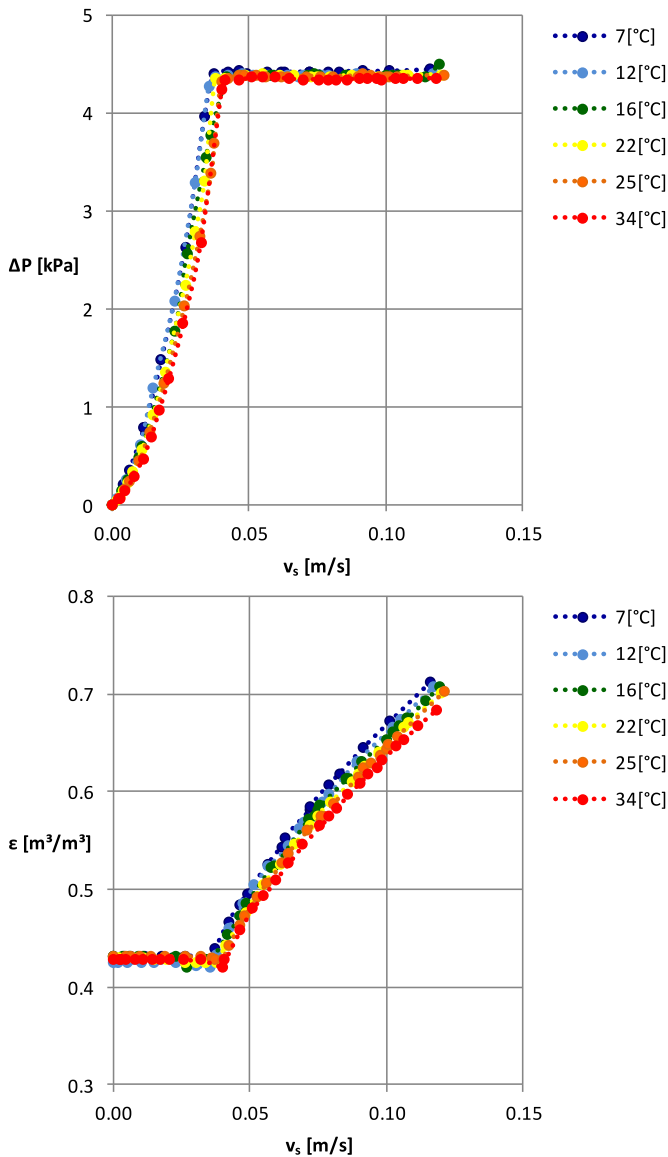 5
4
3
2
1
0
ΔP [kPa]
0.00 0.05 0.10 0.15
vₛ [m/s]
7[°C]
12[°C]
16[°C]
22[°C]
25[°C]
34[°C]
0.8
0.7
0.6
0.5
0.4
0.3
ε [m³/m³]
0.00 0.05 0.10 0.15
vₛ [m/s]
7[°C]
12[°C]
16[°C]
22[°C]
25[°C]
34[°C]